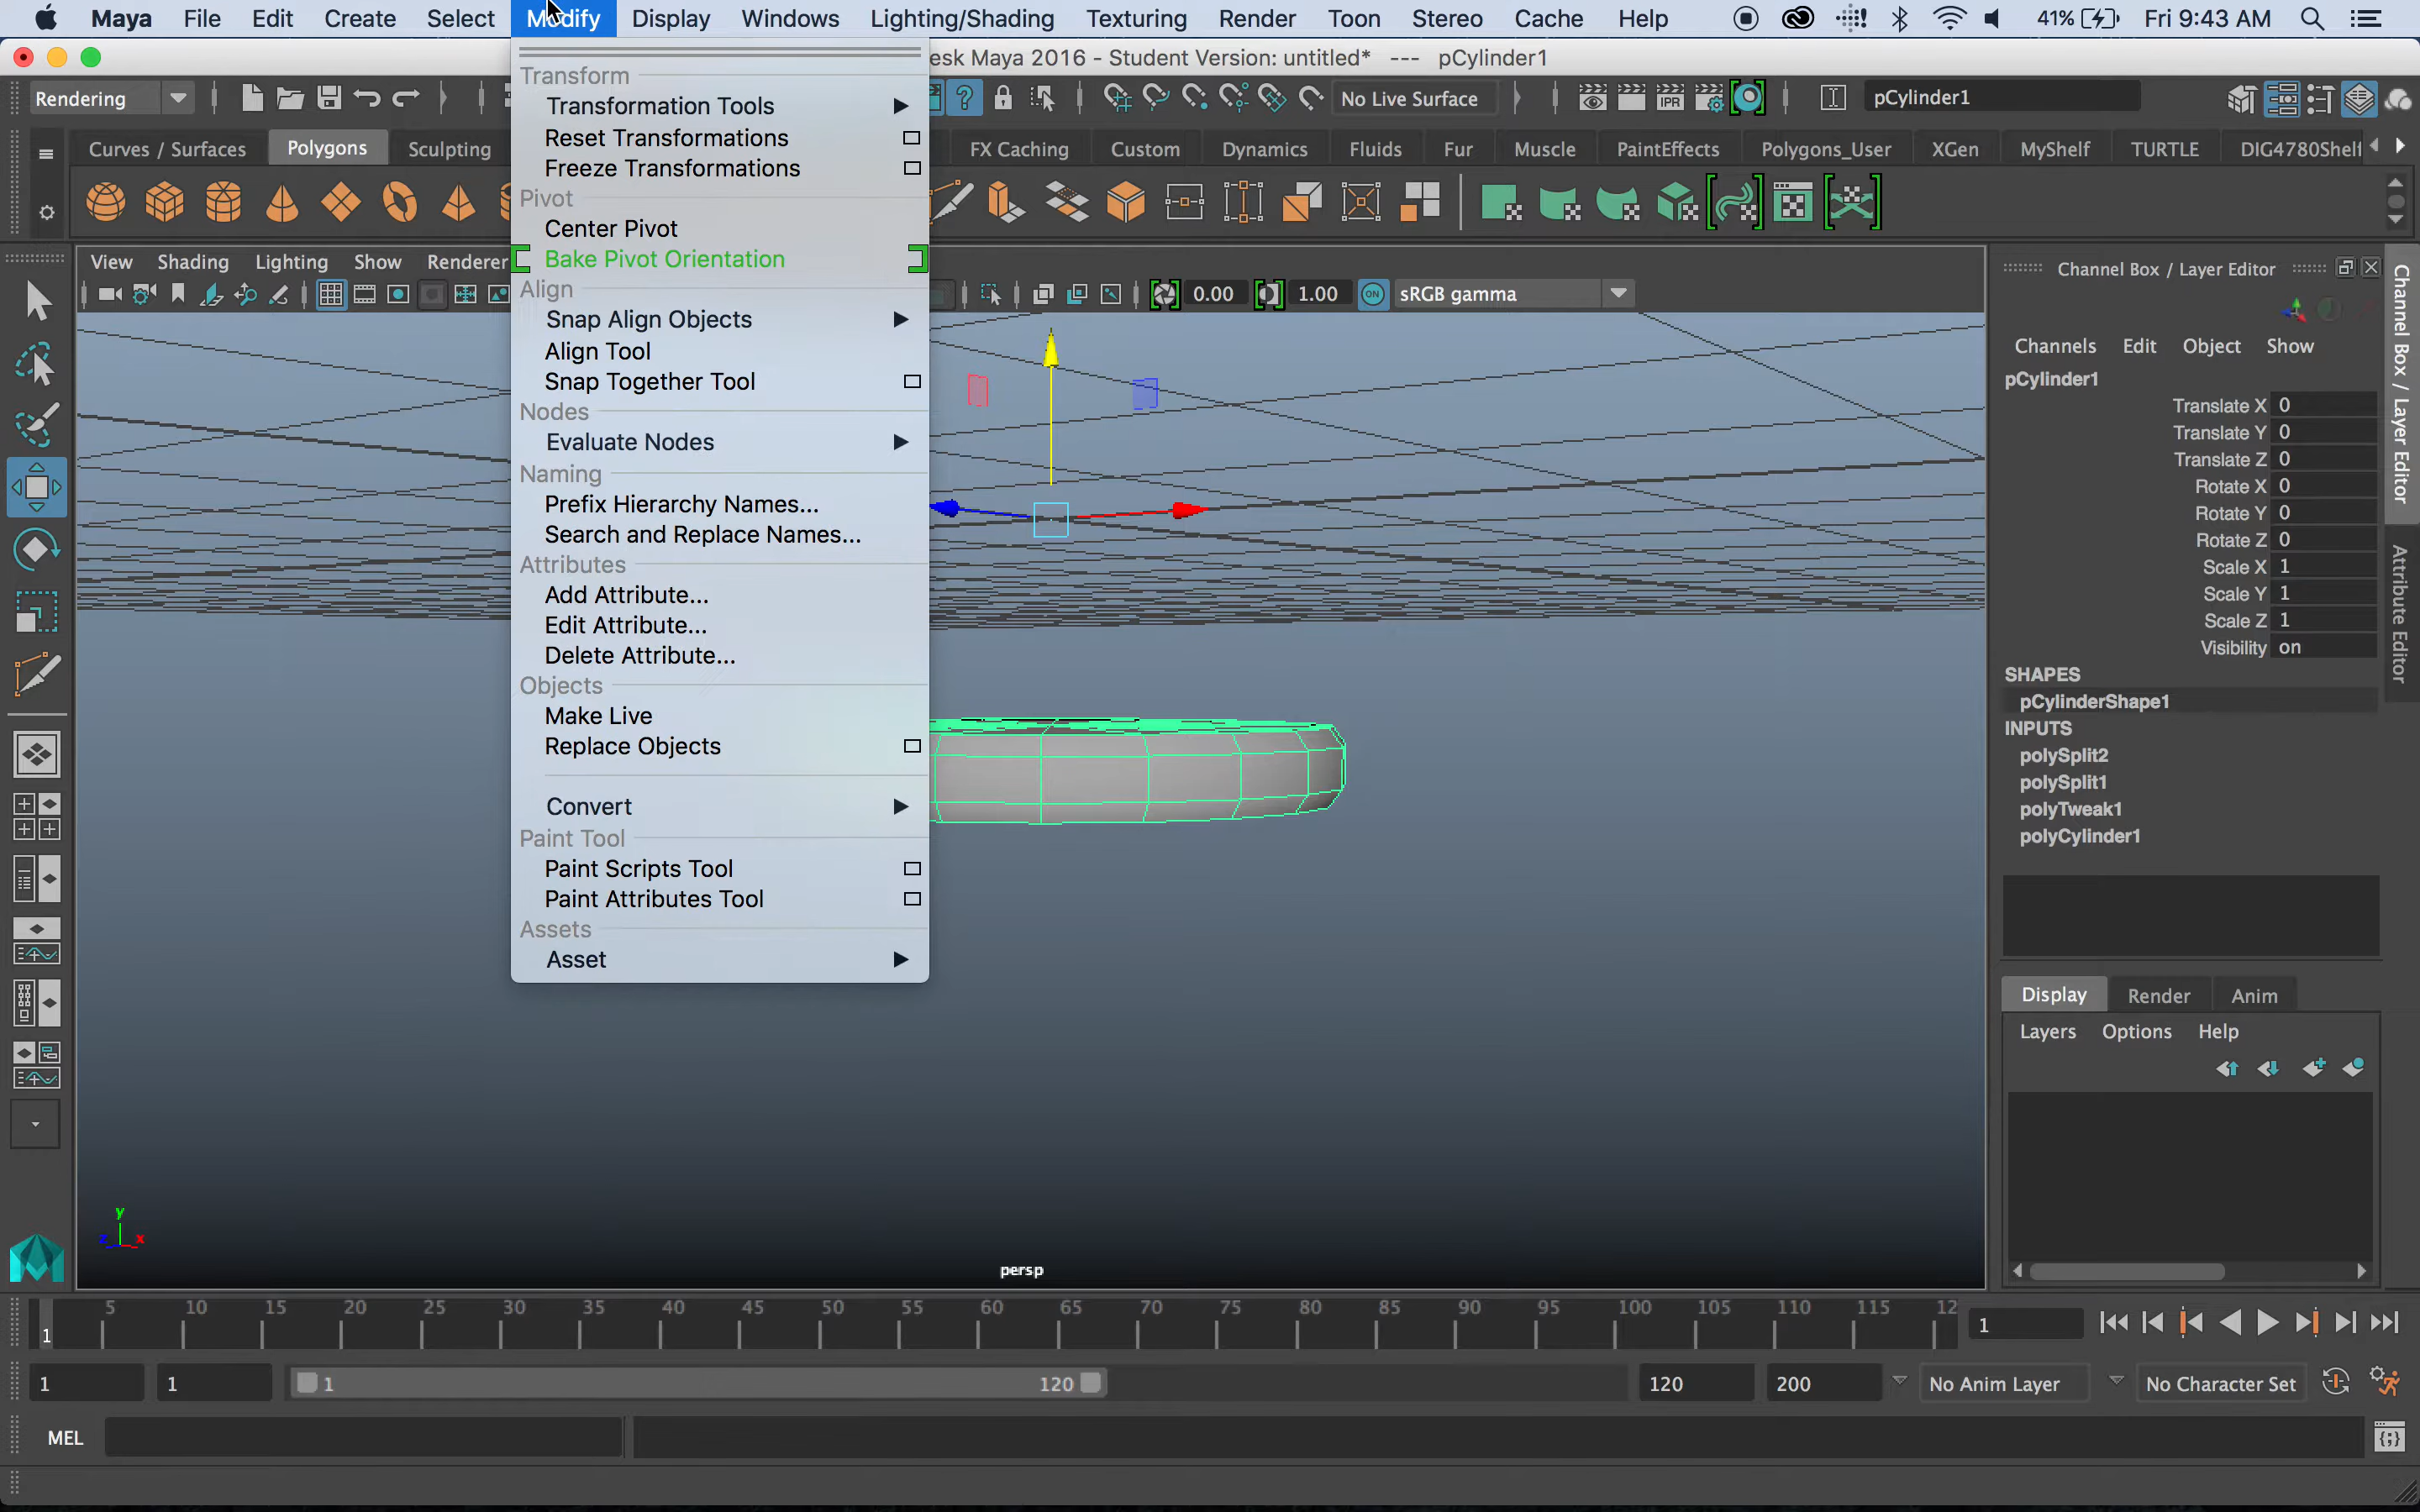 Maya File Edit Create Select Modify Display Windows Lighting/Shading Texturing Render Toon Stereo Cache Help 41% Fri 9:43 AM
esk Maya 2016 - Student Version: untitled* --- pCylinder1
Rendering No Live Surface IPR pCylinder1
Curves / Surfaces Polygons Sculpting FX Caching Custom Dynamics Fluids Fur Muscle PaintEffects Polygons_User XGen MyShelf TURTLE DIG4780Shelf
View Shading Lighting Show Renderer
0.00 1.00 ON sRGB gamma
Transform
Transformation Tools
Reset Transformations
Freeze Transformations
Pivot
Center Pivot
Bake Pivot Orientation
Align
Snap Align Objects
Align Tool
Snap Together Tool
Nodes
Evaluate Nodes
Naming
Prefix Hierarchy Names...
Search and Replace Names...
Attributes
Add Attribute...
Edit Attribute...
Delete Attribute...
Objects
Make Live
Replace Objects
Convert
Paint Tool
Paint Scripts Tool
Paint Attributes Tool
Assets
Asset
y
z x
persp
Channel Box / Layer Editor
Channels Edit Object Show
pCylinder1
Translate X 0
Translate Y 0
Translate Z 0
Rotate X 0
Rotate Y 0
Rotate Z 0
Scale X 1
Scale Y 1
Scale Z 1
Visibility on
SHAPES
pCylinderShape1
INPUTS
polySplit2
polySplit1
polyTweak1
polyCylinder1
Display Render Anim
Layers Options Help
Channel Box / Layer Editor
Attribute Editor
5 10 15 20 25 30 35 40 45 50 55 60 65 70 75 80 85 90 95 100 105 110 115 12
1 1
1 1 1 120 120 200 No Anim Layer No Character Set
MEL